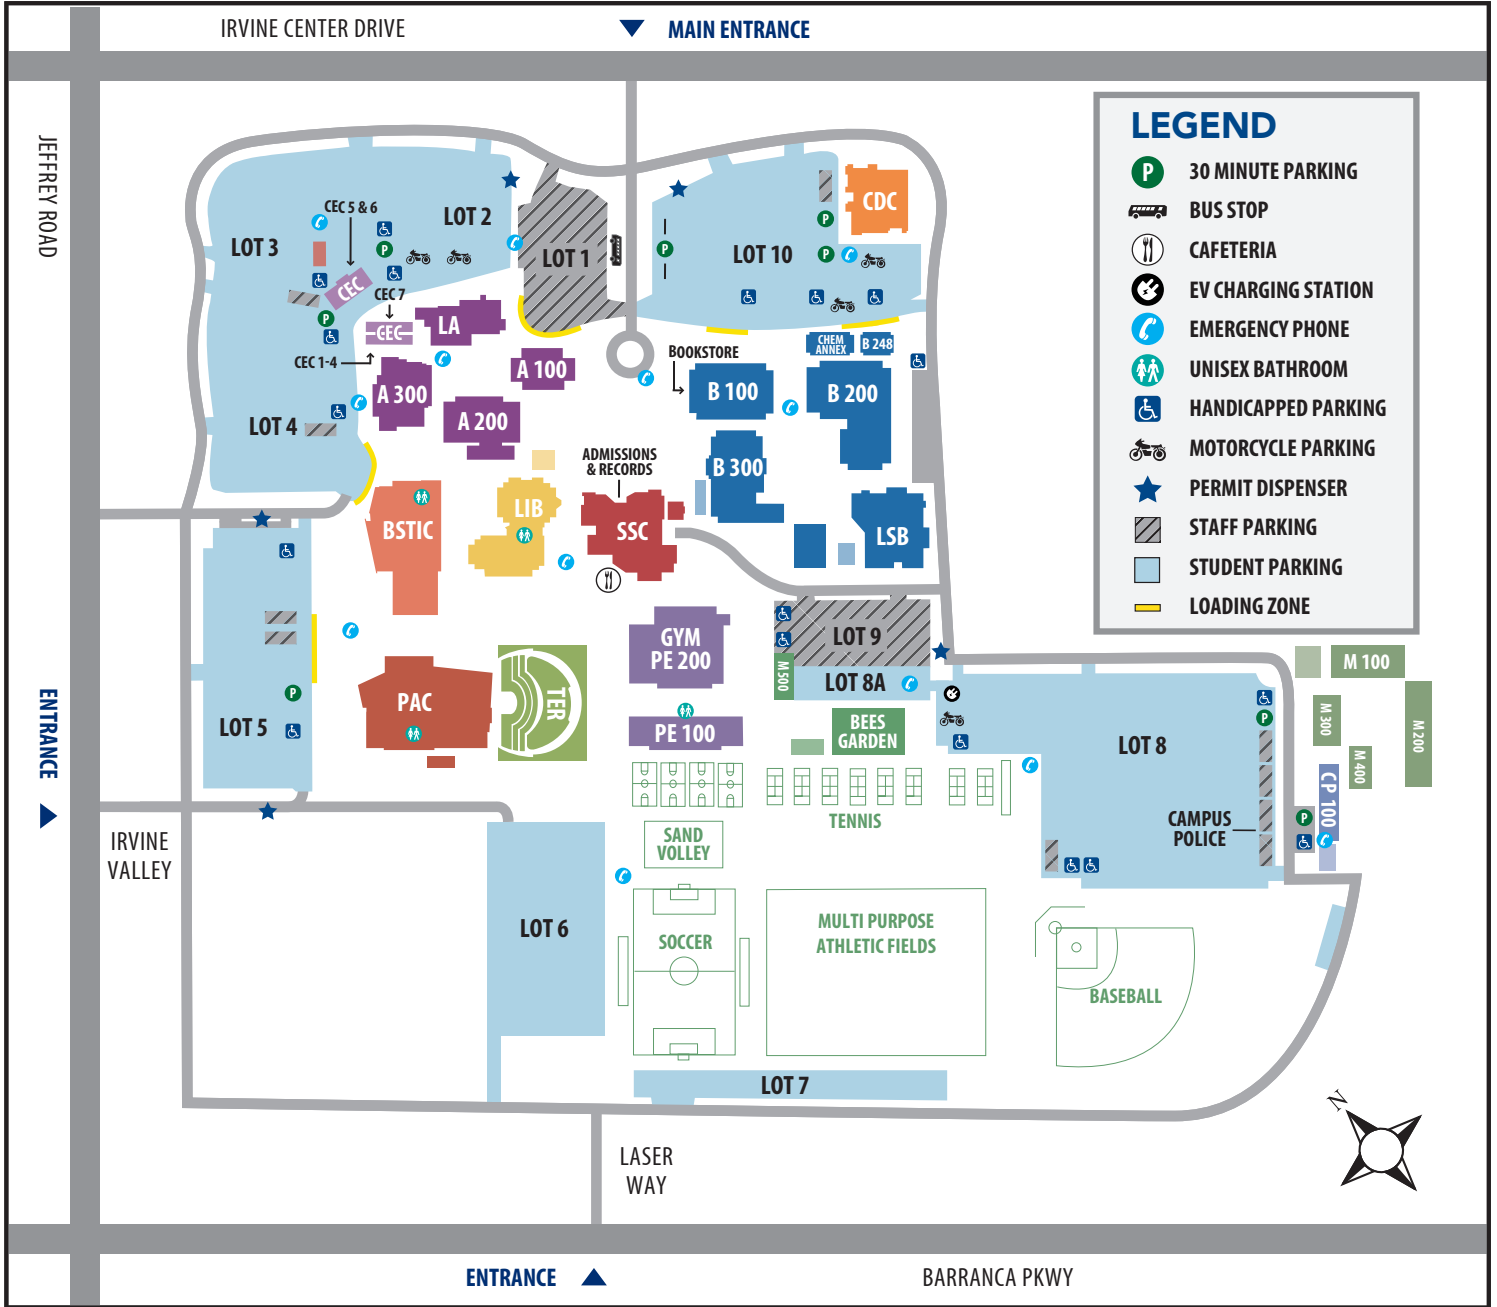 IRVINE CENTER DRIVE
MAIN ENTRANCE
JEFFREY ROAD
LEGEND
P 30 MINUTE PARKING
BUS STOP
CAFETERIA
EV CHARGING STATION
EMERGENCY PHONE
UNISEX BATHROOM
HANDICAPPED PARKING
MOTORCYCLE PARKING
PERMIT DISPENSER
STAFF PARKING
STUDENT PARKING
LOADING ZONE
CEC 5 & 6
LOT 2
LOT 3
P
LOT 1
P
LOT 10
P
P
CDC
CEC
CEC 7
P
LA
CEC
CEC 1-4
A 100
A 300
A 200
LOT 4
BOOKSTORE
CHEM
ANNEX
B 248
B 100
B 200
B 300
ADMISSIONS
& RECORDS
LIB
BSTIC
SSC
LSB
LOT 9
GYM
PE 200
M 500
LOT 8A
M 100
M 300
M 200
M 400
CP 100
P
P
PAC
TER
P
LOT 5
PE 100
BEES
GARDEN
LOT 8
ENTRANCE
CAMPUS
POLICE
TENNIS
IRVINE
VALLEY
SAND
VOLLEY
LOT 6
SOCCER
MULTI PURPOSE
ATHLETIC FIELDS
BASEBALL
LOT 7
N
LASER
WAY
ENTRANCE
BARRANCA PKWY